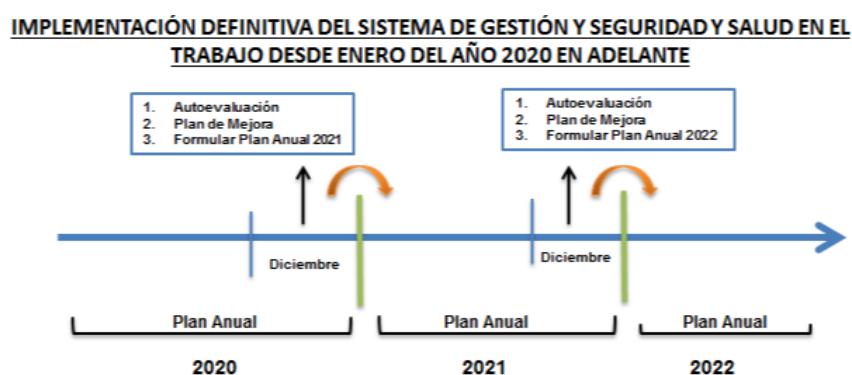 IMPLEMENTACIÓN DEFINITIVA DEL SISTEMA DE GESTIÓN Y SEGURIDAD Y SALUD EN EL
TRABAJO DESDE ENERO DEL AÑO 2020 EN ADELANTE
1. Autoevaluación
2. Plan de Mejora
3. Formular Plan Anual 2021
1. Autoevaluación
2. Plan de Mejora
3. Formular Plan Anual 2022
Diciembre
Diciembre
Plan Anual
Plan Anual
Plan Anual
2020
2021
2022